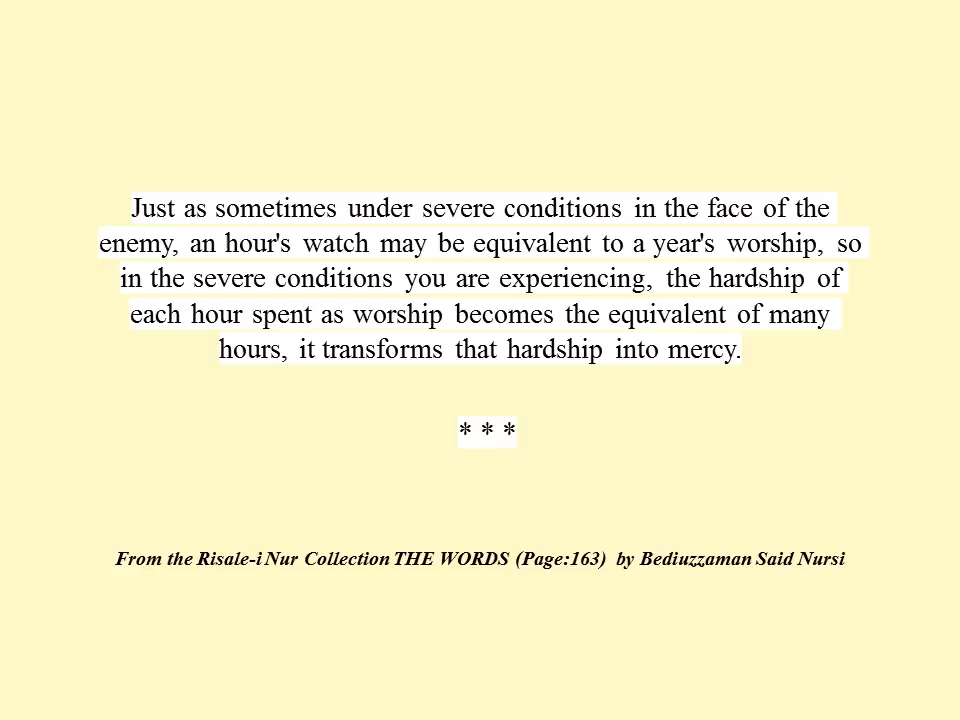 Just as sometimes under severe conditions in the face of the
enemy, an hour's watch may be equivalent to a year's worship, so
in the severe conditions you are experiencing, the hardship of
each hour spent as worship becomes the equivalent of many
hours, it transforms that hardship into mercy.
* * *
From the Risale-i Nur Collection THE WORDS (Page:163) by Bediuzzaman Said Nursi